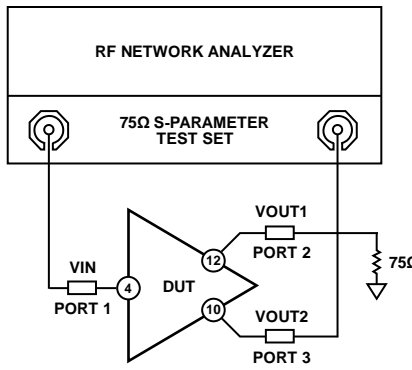 RF NETWORK ANALYZER
75Ω S-PARAMETER
TEST SET
VOUT1
12
PORT 2
75Ω
VIN
4
DUT
PORT 1
10
VOUT2
PORT 3